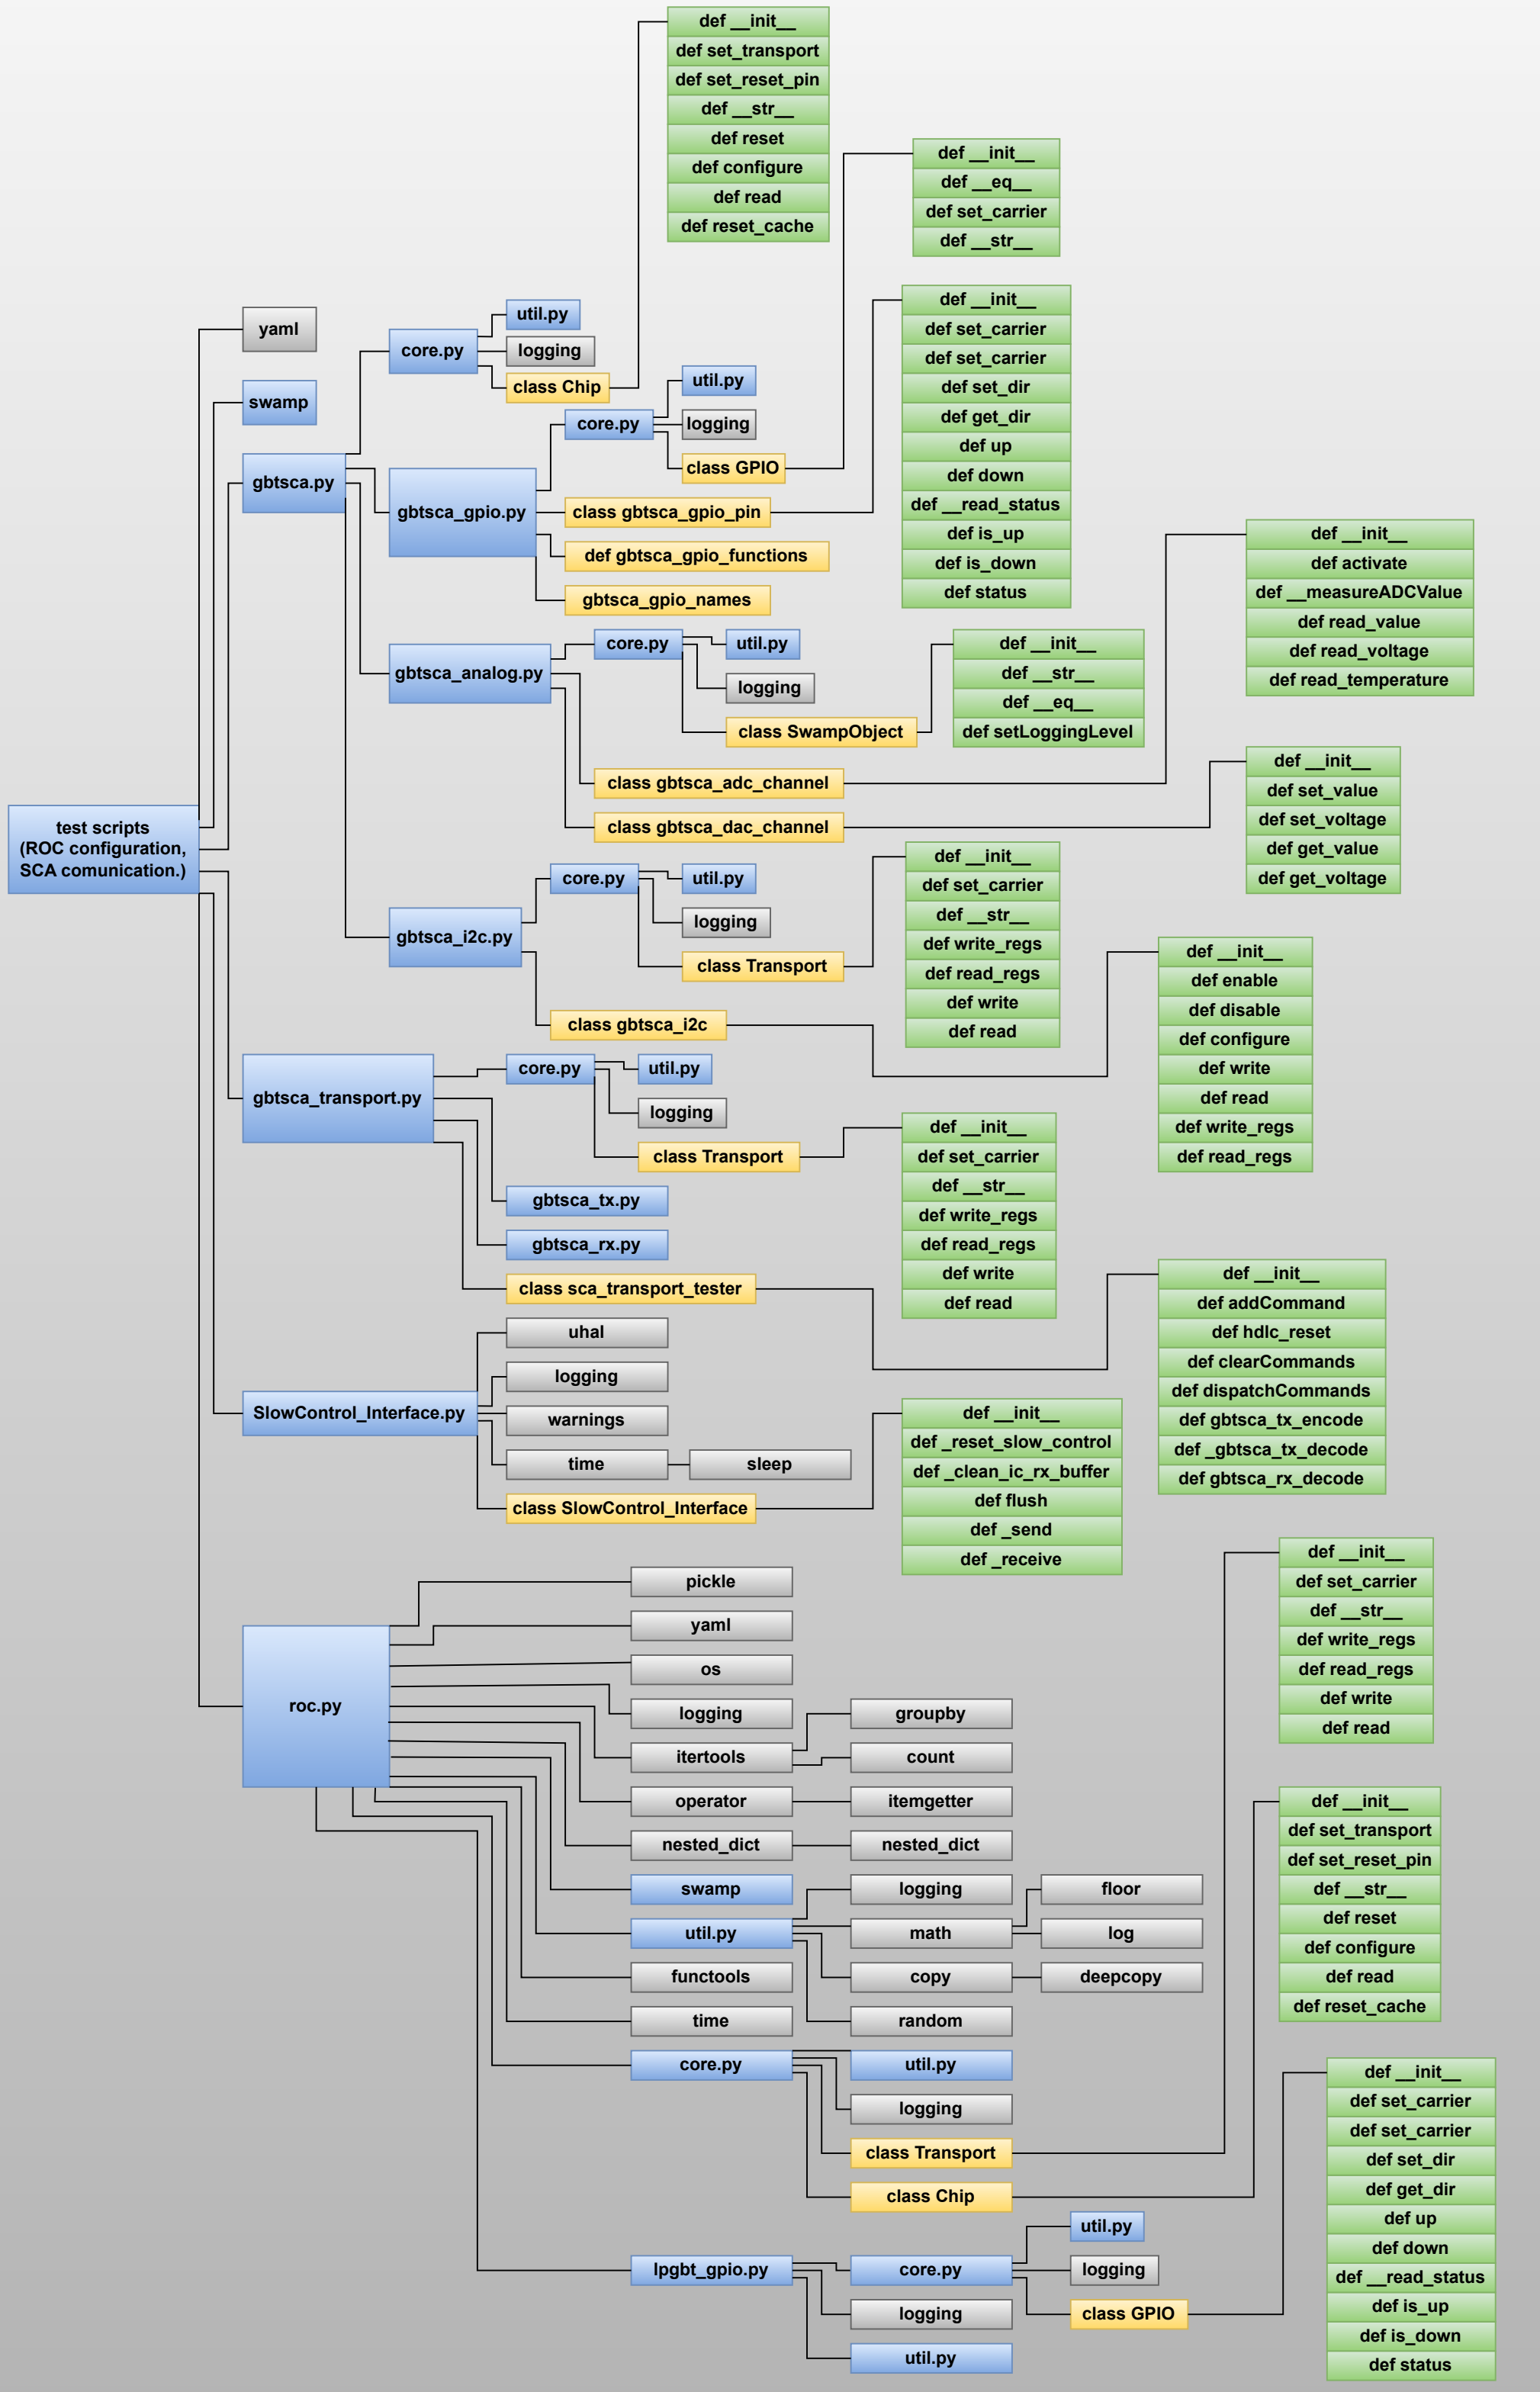 def __init__
def set_transport
def set_reset_pin
def __str__
def reset
def configure
def read
def reset_cache
def __init__
def __eq__
def set_carrier
def __str__
yaml
swamp
gbtsca.py
core.py
util.py
logging
class Chip
gbtsca_gpio.py
core.py
util.py
logging
class GPIO
class gbtsca_gpio_pin
def gbtsca_gpio_functions
gbtsca_gpio_names
def __init__
def set_carrier
def set_carrier
def set_dir
def get_dir
def up
def down
def __read_status
def is_up
def is_down
def status
gbtsca_analog.py
core.py
util.py
logging
class SwampObject
def __init__
def __str__
def __eq__
def setLoggingLevel
class gbtsca_adc_channel
class gbtsca_dac_channel
def __init__
def activate
def __measureADCValue
def read_value
def read_voltage
def read_temperature
def __init__
def set_value
def set_voltage
def get_value
def get_voltage
test scripts
(ROC configuration,
SCA comunication.)
gbtsca_i2c.py
core.py
util.py
logging
class Transport
class gbtsca_i2c
def __init__
def set_carrier
def __str__
def write_regs
def read_regs
def write
def read
def __init__
def enable
def disable
def configure
def write
def read
def write_regs
def read_regs
gbtsca_transport.py
core.py
util.py
logging
class Transport
gbtsca_tx.py
gbtsca_rx.py
class sca_transport_tester
def __init__
def set_carrier
def __str__
def write_regs
def read_regs
def write
def read
def __init__
def addCommand
def hdlc_reset
def clearCommands
def dispatchCommands
def gbtsca_tx_encode
def _gbtsca_tx_decode
def gbtsca_rx_decode
SlowControl_Interface.py
uhal
logging
warnings
time
sleep
class SlowControl_Interface
def __init__
def _reset_slow_control
def _clean_ic_rx_buffer
def flush
def _send
def _receive
roc.py
pickle
yaml
os
logging
itertools
groupby
count
operator
itemgetter
nested_dict
nested_dict
swamp
util.py
logging
math
floor
log
copy
deepcopy
random
functools
time
core.py
util.py
logging
class Transport
class Chip
def __init__
def set_carrier
def __str__
def write_regs
def read_regs
def write
def read
def __init__
def set_transport
def set_reset_pin
def __str__
def reset
def configure
def read
def reset_cache
lpgbt_gpio.py
core.py
util.py
logging
class GPIO
logging
util.py
def __init__
def set_carrier
def set_carrier
def set_dir
def get_dir
def up
def down
def __read_status
def is_up
def is_down
def status